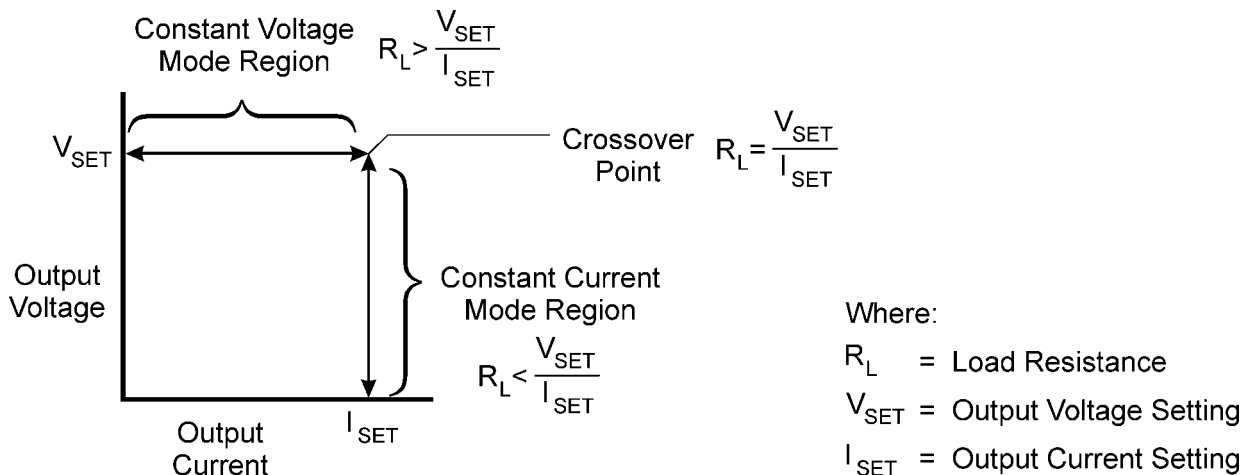 Constant Voltage
Mode Region
R_L > V_SET / I_SET
V_SET
Crossover
Point
R_L = V_SET / I_SET
Output
Voltage
Constant Current
Mode Region
R_L < V_SET / I_SET
I_SET
Output
Current
Where:
R_L = Load Resistance
V_SET = Output Voltage Setting
I_SET = Output Current Setting